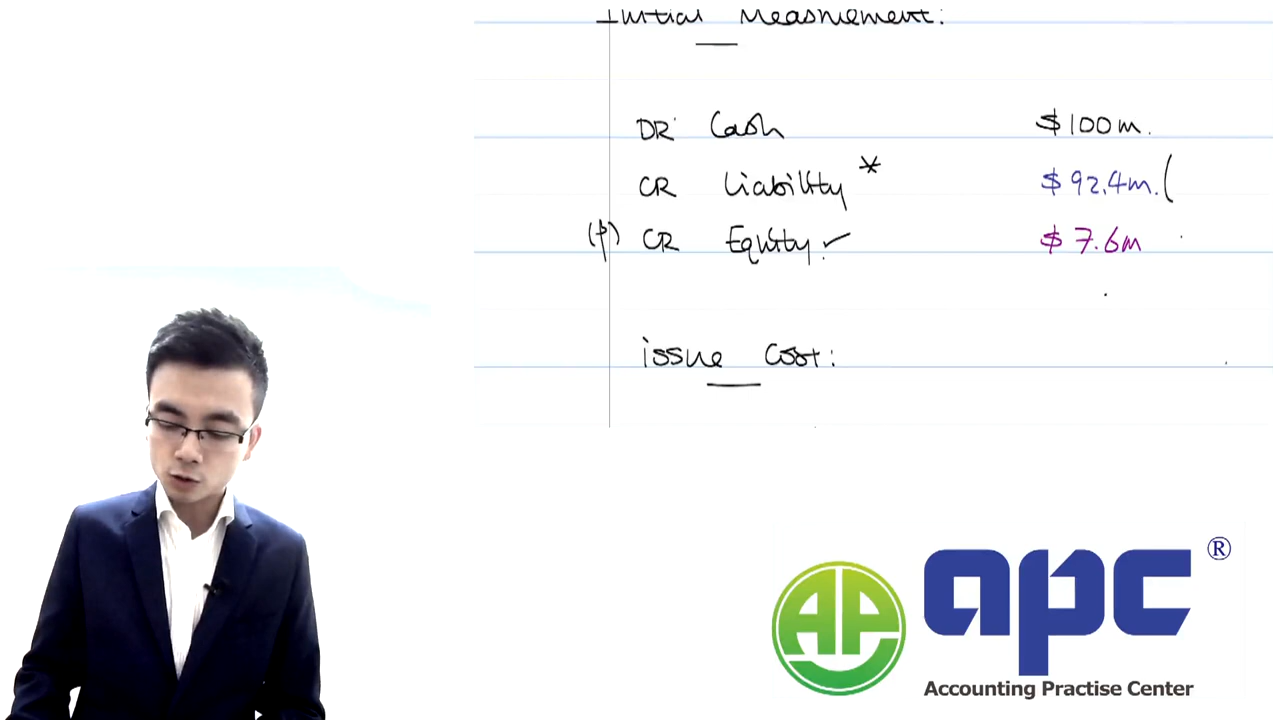 Initial Measurement:
DR Cash $100m.
CR Liability * $92.4m. (
(β) CR Equity ✓ $7.6m
issue cost:
AP
apc ®
Accounting Practise Center